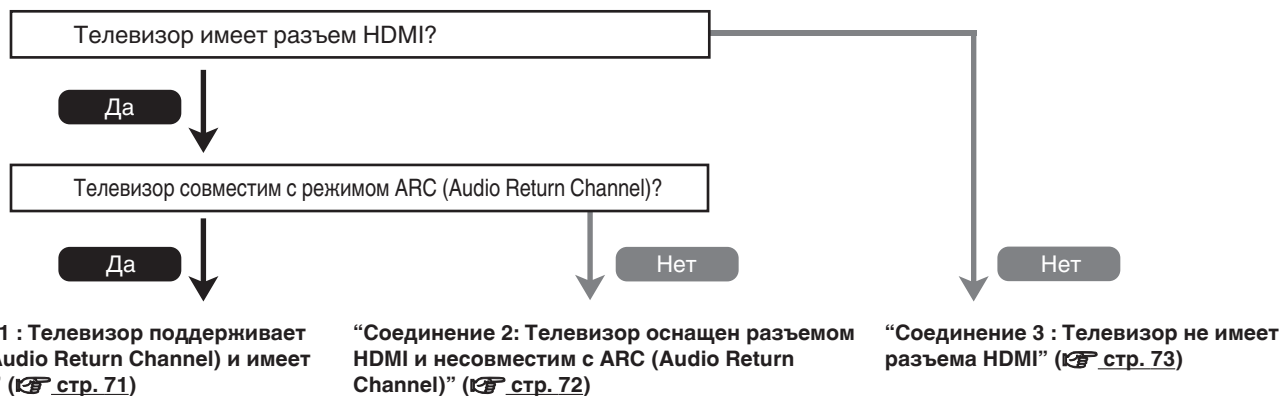 Телевизор имеет разъем HDMI?
Да
Телевизор совместим с режимом ARC (Audio Return Channel)?
Да
Нет
Нет
1 : Телевизор поддерживает
Audio Return Channel) и имеет
” (☞ стр. 71)
“Соединение 2: Телевизор оснащен разъемом
HDMI и несовместим с ARC (Audio Return
Channel)” (☞ стр. 72)
“Соединение 3 : Телевизор не имеет
разъема HDMI” (☞ стр. 73)